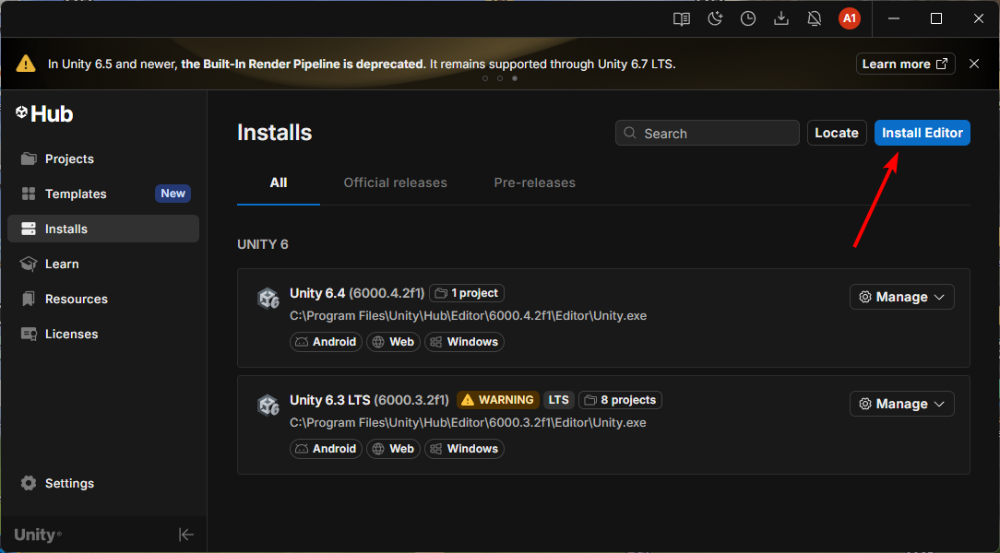 A1
In Unity 6.5 and newer, the Built-In Render Pipeline is deprecated. It remains supported through Unity 6.7 LTS.
Learn more
Hub
Projects
Templates New
Installs
Learn
Resources
Licenses
Settings
Unity®
Installs
Search
Locate
Install Editor
All Official releases Pre-releases
UNITY 6
Unity 6.4 (6000.4.2f1) 1 project
Manage
C:\Program Files\Unity\Hub\Editor\6000.4.2f1\Editor\Unity.exe
Android Web Windows
Unity 6.3 LTS (6000.3.2f1) WARNING LTS 8 projects
Manage
C:\Program Files\Unity\Hub\Editor\6000.3.2f1\Editor\Unity.exe
Android Web Windows